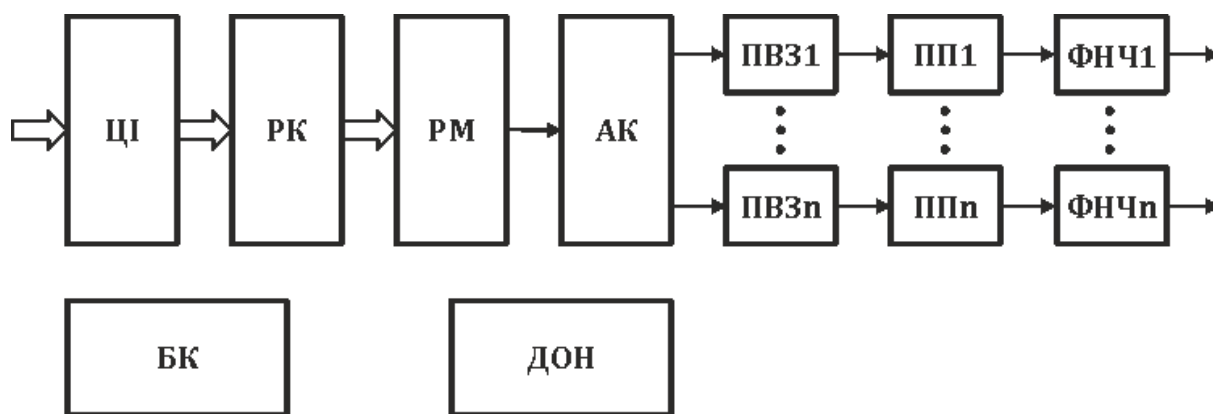 ЦІ
РК
РМ
АК
ПВЗ1
ПП1
ФНЧ1
ПВЗn
ППn
ФНЧn
БК
ДОН